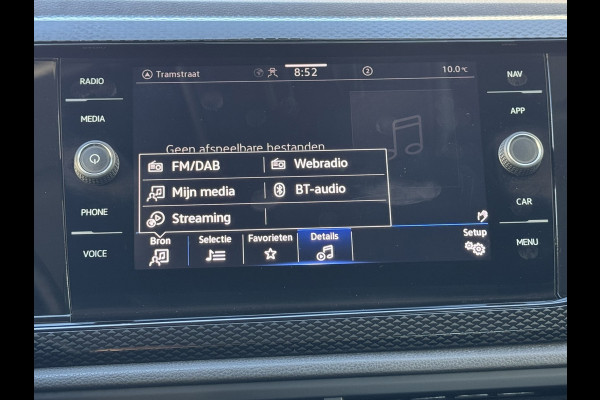 RADIO
MEDIA
PHONE
VOICE
Tramstraat
8:52
2
10.0°C
Geen afspeelbare bestanden
FM/DAB
Webradio
Mijn media
BT-audio
Streaming
Bron
Selectie
Favorieten
Details
Setup
NAV
APP
CAR
MENU